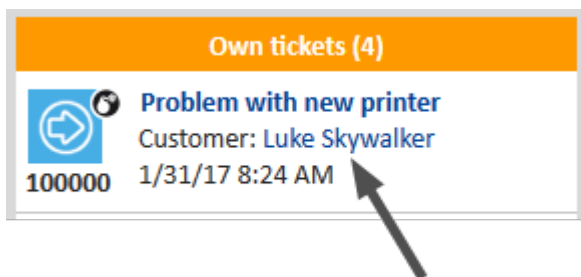 Own tickets (4)
Problem with new printer
Customer: Luke Skywalker
100000
1/31/17 8:24 AM